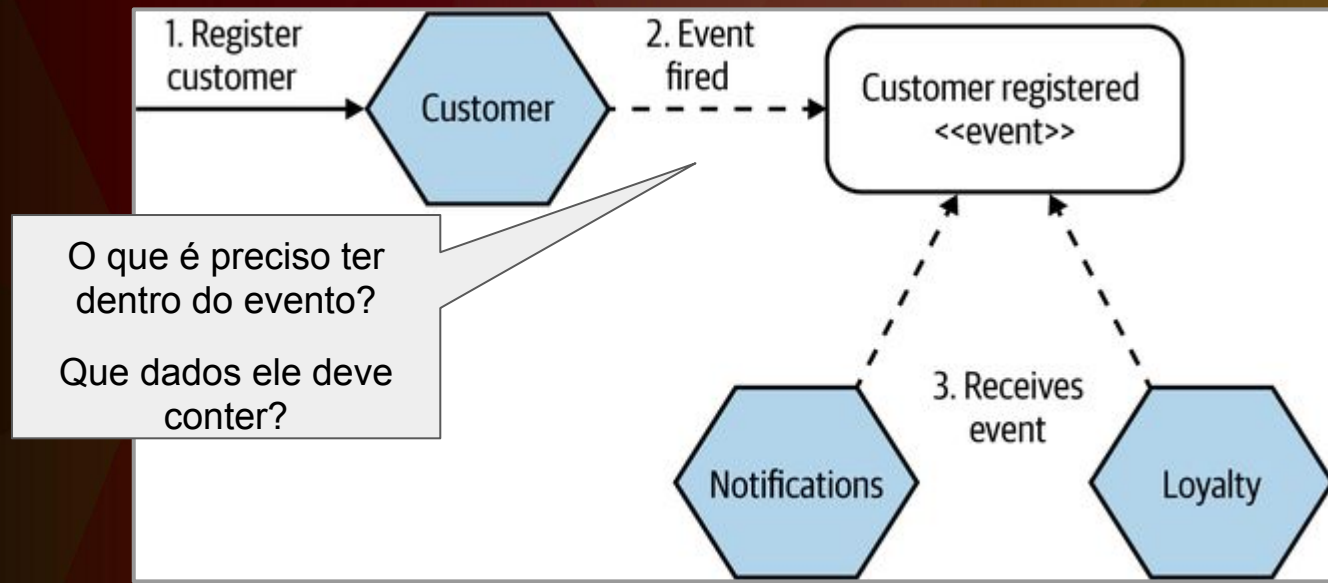 1. Register
customer
Customer
2. Event
fired
Customer registered
<<event>>
O que é preciso ter
dentro do evento?
Que dados ele deve
conter?
3. Receives
event
Notifications
Loyalty